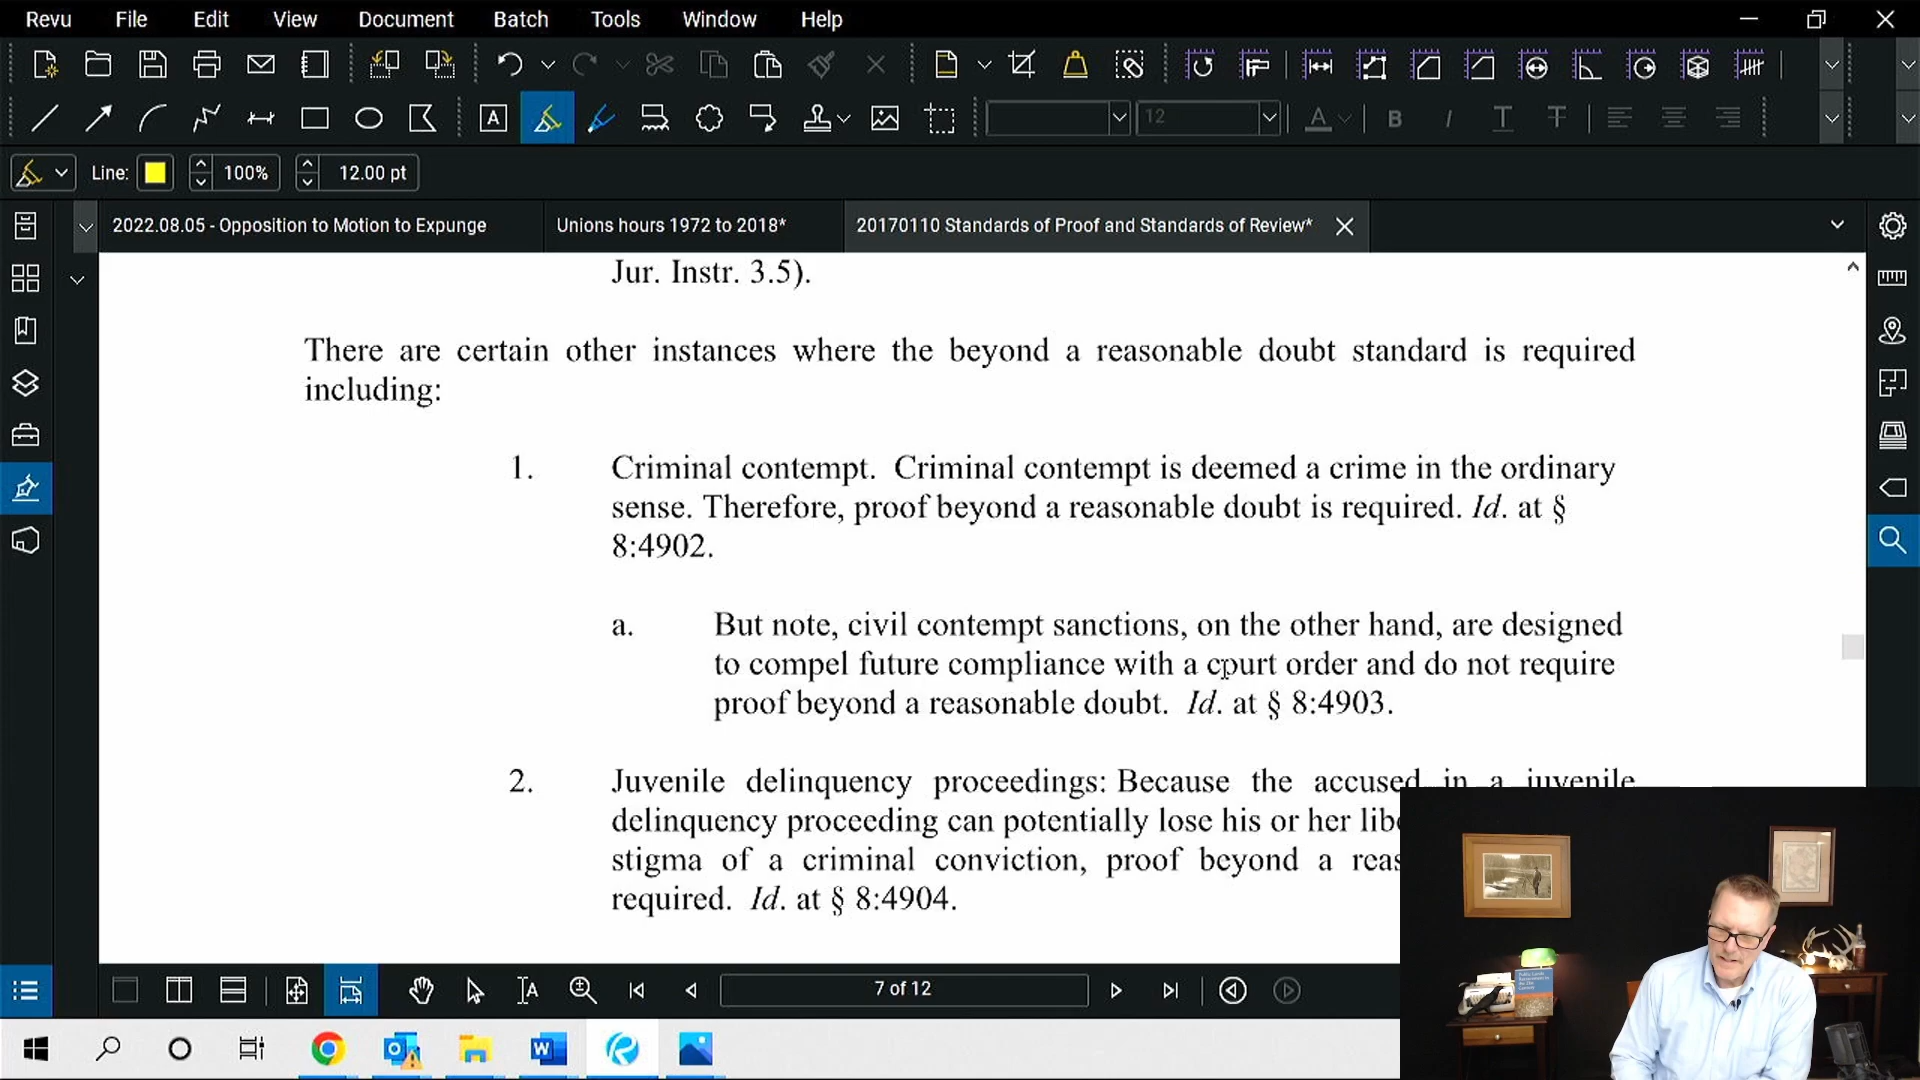 Revu File Edit View Document Batch Tools Window Help
12
Line: 100% 12.00 pt
2022.08.05 - Opposition to Motion to Expunge Unions hours 1972 to 2018* 20170110 Standards of Proof and Standards of Review*
Jur. Instr. 3.5).
There are certain other instances where the beyond a reasonable doubt standard is required
including:
1. Criminal contempt. Criminal contempt is deemed a crime in the ordinary
sense. Therefore, proof beyond a reasonable doubt is required. Id. at §
8:4902.
a. But note, civil contempt sanctions, on the other hand, are designed
to compel future compliance with a court order and do not require
proof beyond a reasonable doubt. Id. at § 8:4903.
2. Juvenile delinquency proceedings: Because the accused in a juvenile
delinquency proceeding can potentially lose his or her
stigma of a criminal conviction, proof beyond a
required. Id. at § 8:4904.
7 of 12